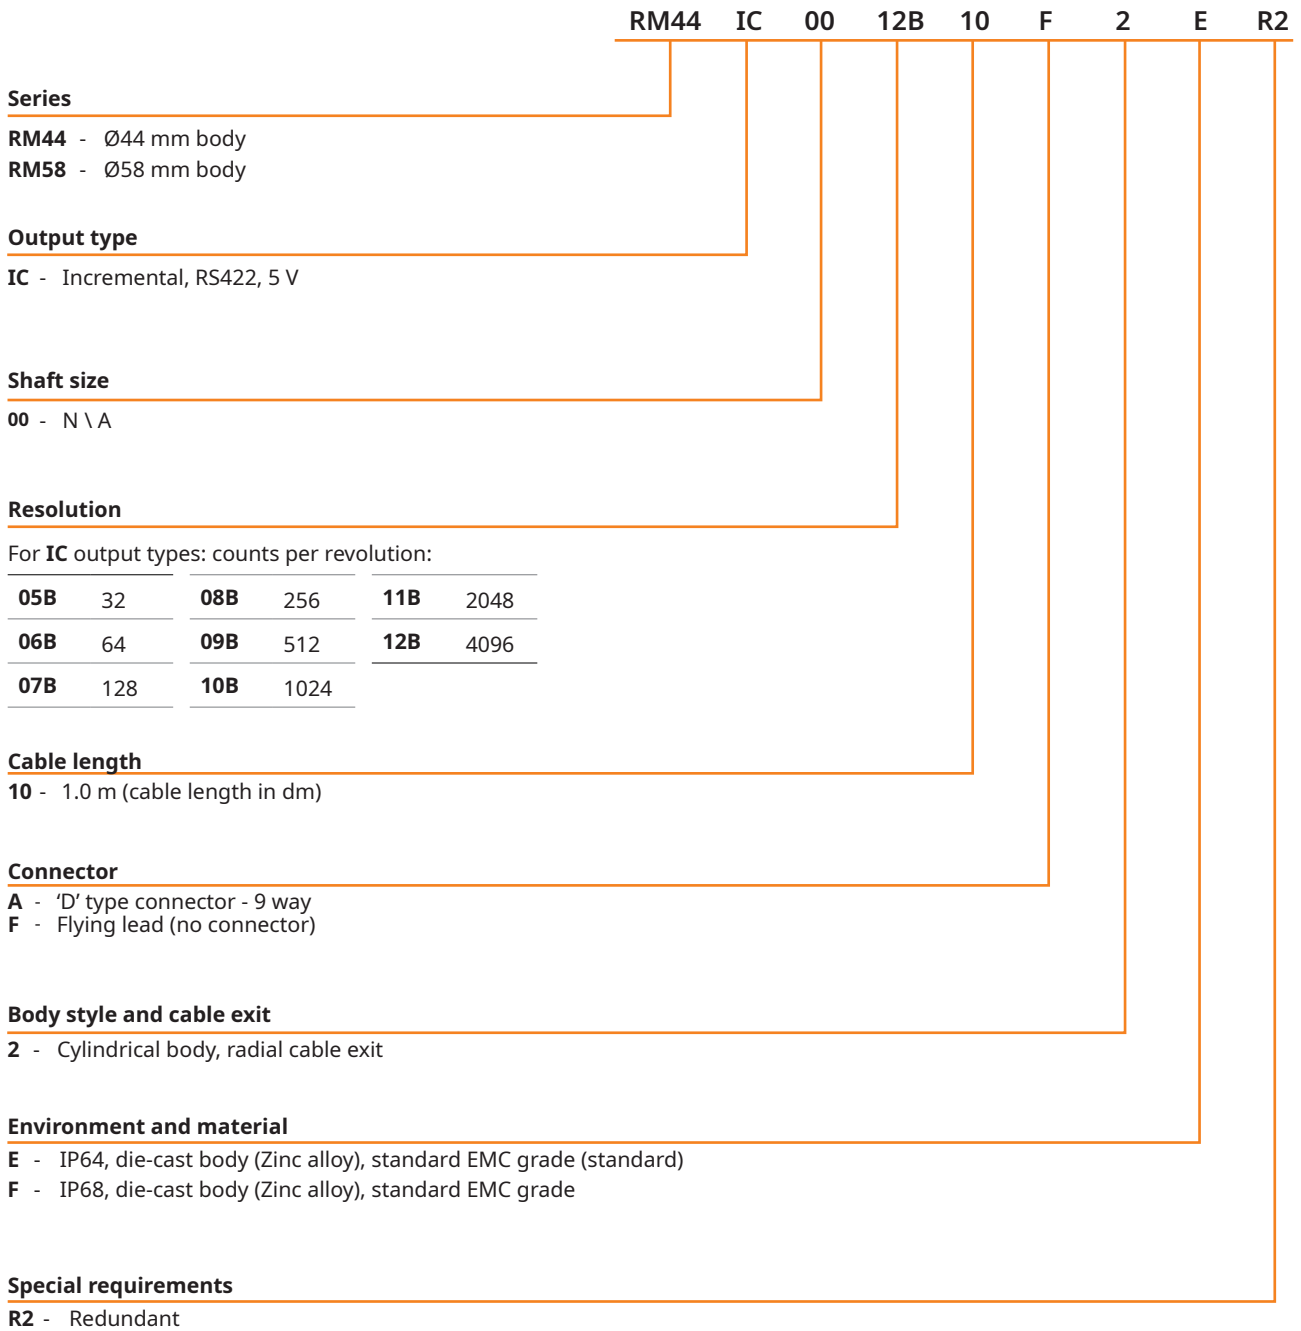 RM44 IC 00 12B 10 F 2 E R2
Series
RM44 - Ø44 mm body
RM58 - Ø58 mm body
Output type
IC - Incremental, RS422, 5 V
Shaft size
00 - N \ A
Resolution
For IC output types: counts per revolution:
05B 32 08B 256 11B 2048
06B 64 09B 512 12B 4096
07B 128 10B 1024
Cable length
10 - 1.0 m (cable length in dm)
Connector
A - ‘D’ type connector - 9 way
F - Flying lead (no connector)
Body style and cable exit
2 - Cylindrical body, radial cable exit
Environment and material
E - IP64, die-cast body (Zinc alloy), standard EMC grade (standard)
F - IP68, die-cast body (Zinc alloy), standard EMC grade
Special requirements
R2 - Redundant